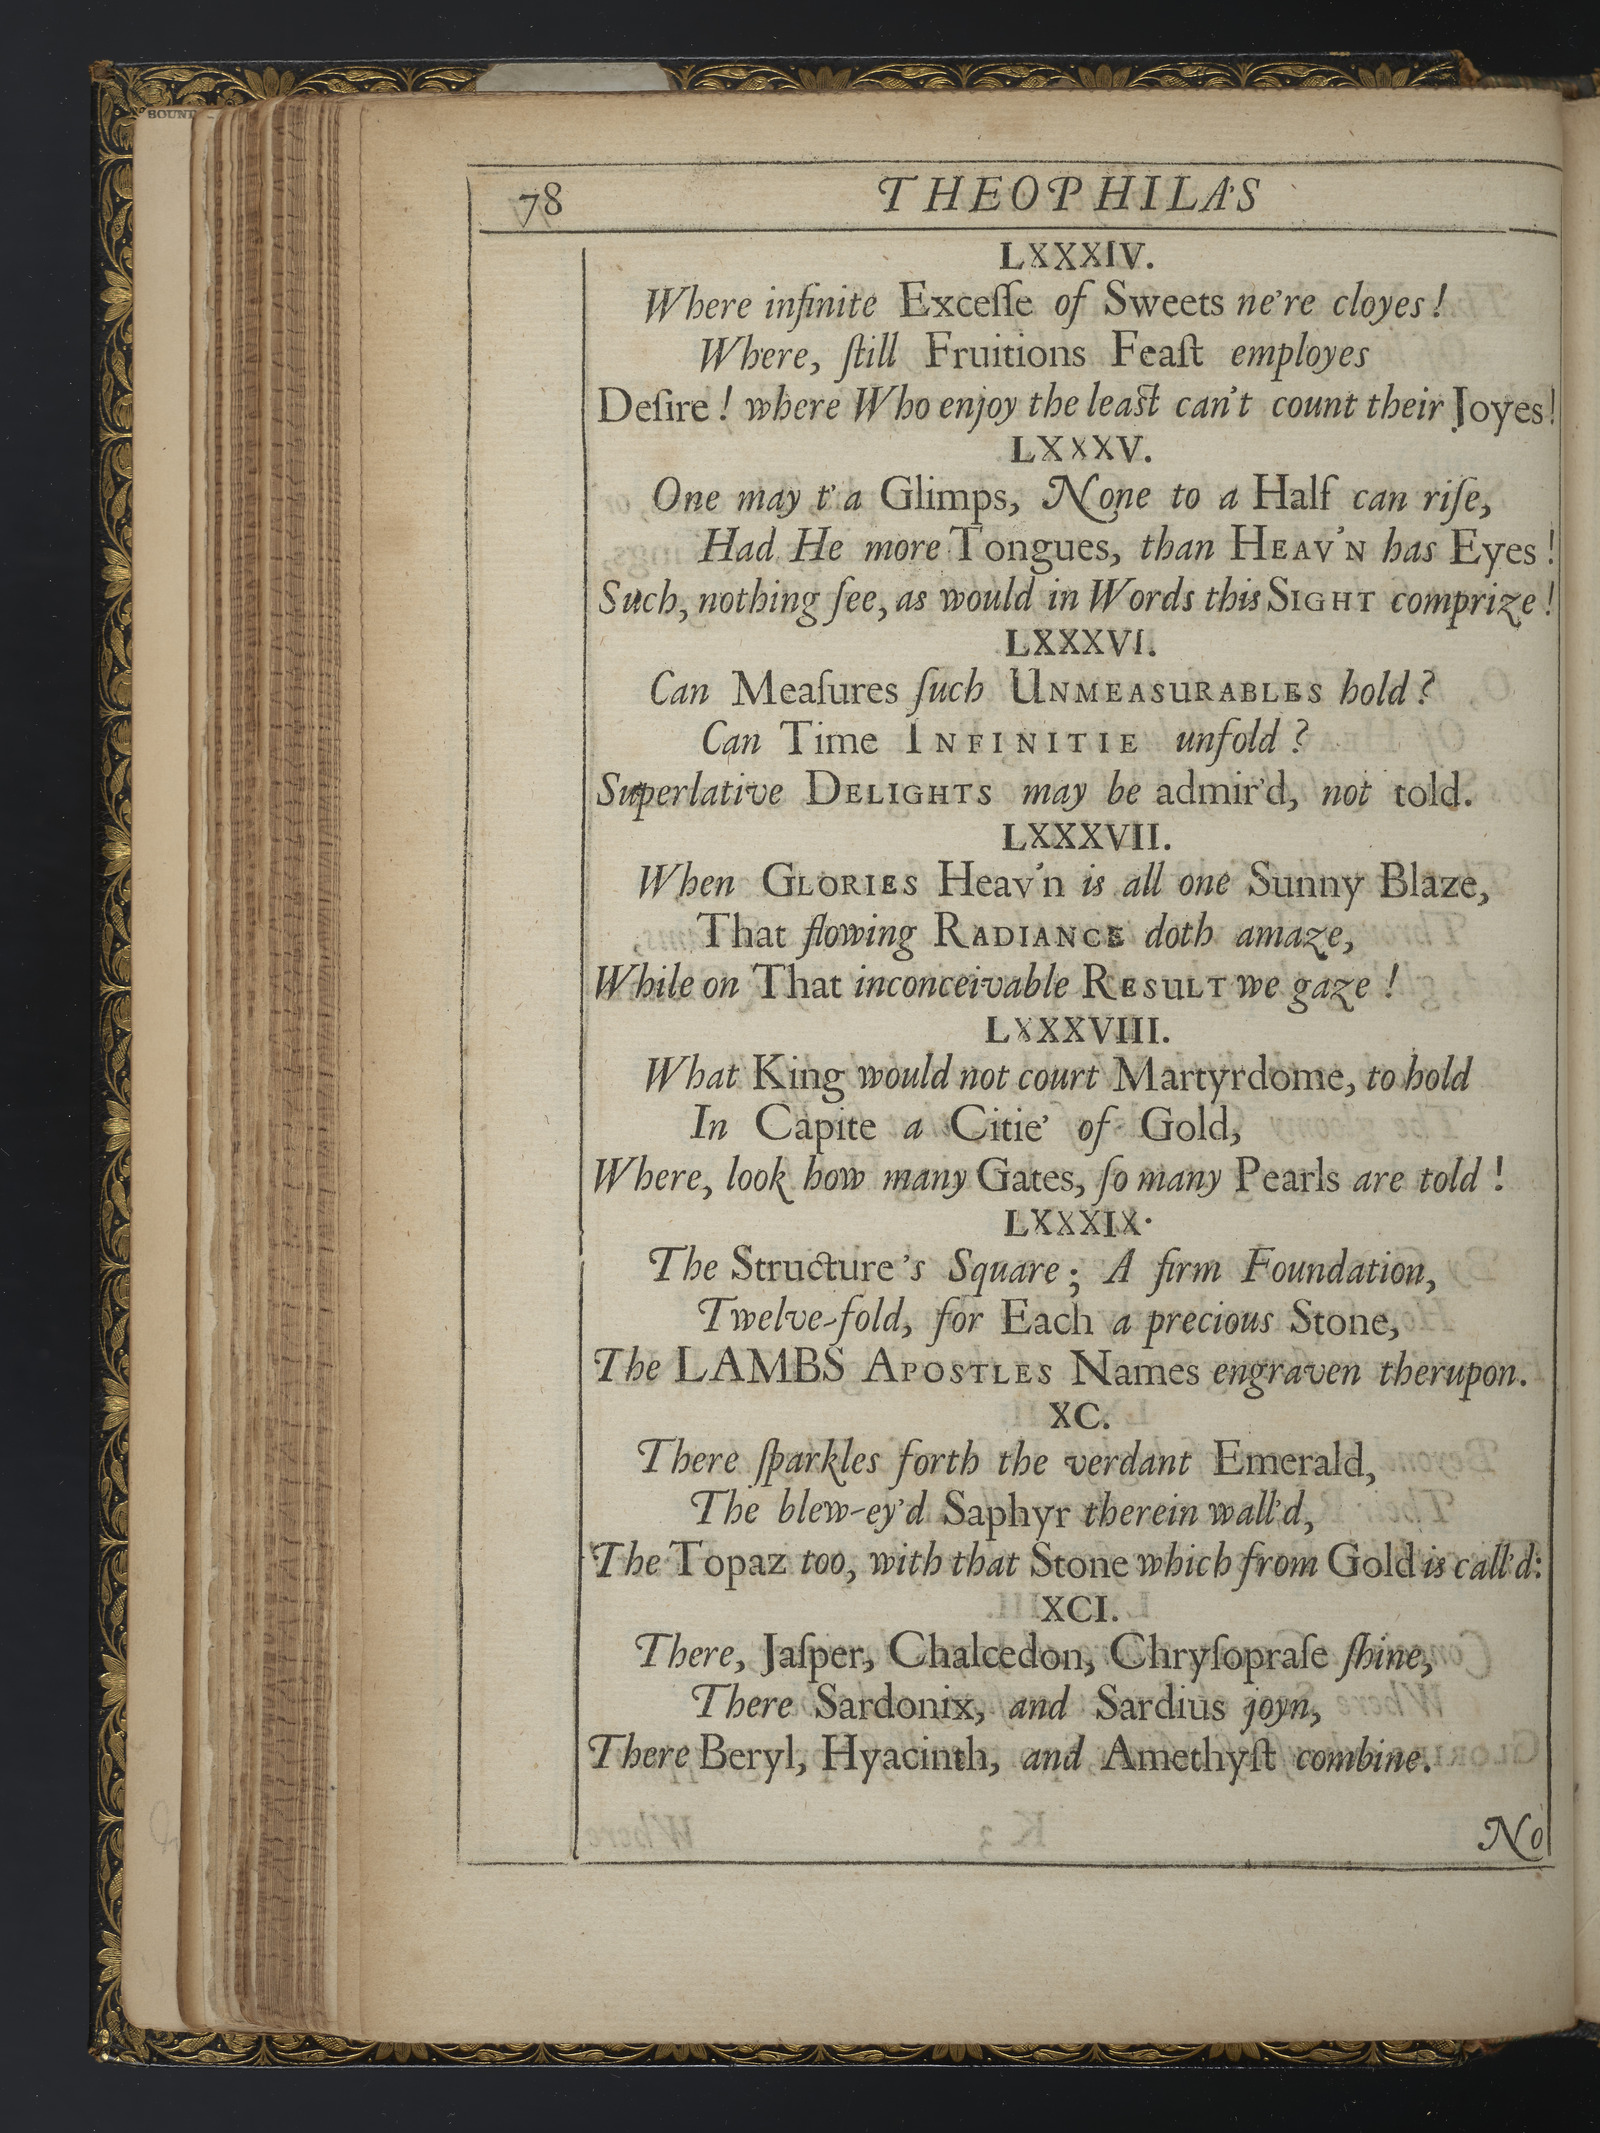 BOUND
78 THEOPHILA'S
LXXXIV.
Where infinite Exceſſe of Sweets ne're cloyes!
Where, ſtill Fruitions Feaſt employes
Deſire! where Who enjoy the leaſt can't count their Joyes!
LXXXV.
One may t'a Glimps, None to a Half can riſe,
Had He more Tongues, than HEAV'N has Eyes!
Such, nothing ſee, as would in Words this SIGHT comprize!
LXXXVI.
Can Meaſures ſuch UNMEASURABLES hold?
Can Time INFINITIE unfold?
Superlative DELIGHTS may be admir'd, not told.
LXXXVII.
When GLORIES Heav'n is all one Sunny Blaze,
That flowing RADIANCE doth amaze,
While on That inconceivable RESULT we gaze!
LXXXVIII.
What King would not court Martyrdome, to hold
In Capite a Citie' of Gold,
Where, look how many Gates, ſo many Pearls are told!
LXXXIX.
The Structure's Square; A firm Foundation,
Twelve-fold, for Each a precious Stone,
The LAMBS APOSTLES Names engraven therupon.
XC.
There ſparkles forth the verdant Emerald,
The blew-ey'd Saphyr therein wall'd,
The Topaz too, with that Stone which from Gold is call'd:
XCI.
There, Jaſper, Chalcedon, Chryſopraſe ſhine,
There Sardonix, and Sardius joyn,
There Beryl, Hyacinth, and Amethyſt combine.
No